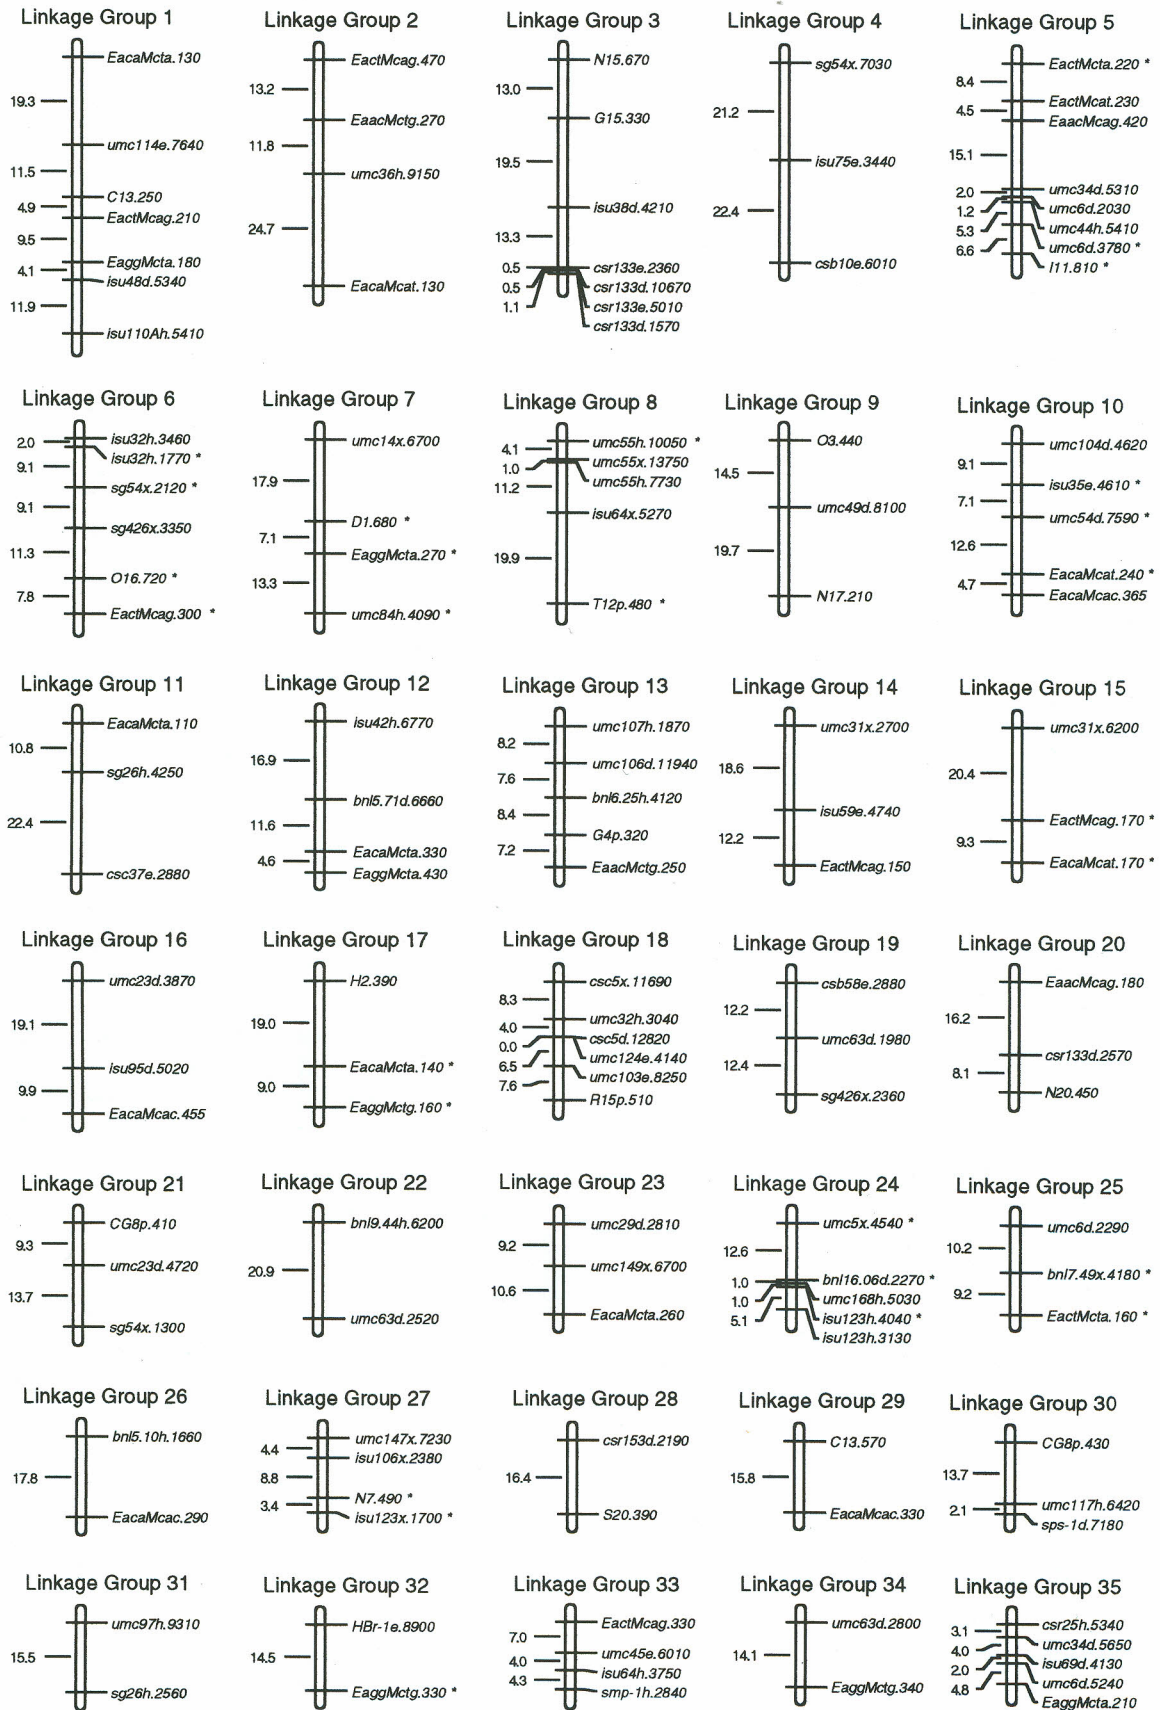 Linkage Group 1
EacaMcta.130
19.3
umc114e.7640
11.5
C13.250
4.9
EactMcag.210
9.5
EaggMcta.180
4.1
isu48d.5340
11.9
isu110Ah.5410
Linkage Group 2
EactMcag.470
13.2
EaacMctg.270
11.8
umc36h.9150
24.7
EacaMcat.130
Linkage Group 3
N15.670
13.0
G15.330
19.5
isu38d.4210
13.3
0.5 csr133e.2360
0.5 csr133d.10670
1.1 csr133e.5010
csr133d.1570
Linkage Group 4
sg54x.7030
21.2
isu75e.3440
22.4
csb10e.6010
Linkage Group 5
EactMcta.220 *
8.4
EactMcat.230
4.5
EaacMcag.420
15.1
2.0 umc34d.5310
1.2 umc6d.2030
5.3 umc44h.5410
6.6 umc6d.3780 *
I11.810 *
Linkage Group 6
2.0 isu32h.3460
isu32h.1770 *
9.1
sg54x.2120 *
9.1
sg426x.3350
11.3
O16.720 *
7.8
EactMcag.300 *
Linkage Group 7
umc14x.6700
17.9
D1.680 *
7.1
EaggMcta.270 *
13.3
umc84h.4090 *
Linkage Group 8
umc55h.10050 *
4.1
umc55x.13750
1.0
umc55h.7730
11.2
isu64x.5270
19.9
T12p.480 *
Linkage Group 9
O3.440
14.5
umc49d.8100
19.7
N17.210
Linkage Group 10
umc104d.4620
9.1
isu35e.4610 *
7.1
umc54d.7590 *
12.6
EacaMcat.240 *
4.7
EacaMcac.365
Linkage Group 11
EacaMcta.110
10.8
sg26h.4250
22.4
csc37e.2880
Linkage Group 12
isu42h.6770
16.9
bnl5.71d.6660
11.6
EacaMcta.330
4.6
EaggMcta.430
Linkage Group 13
umc107h.1870
8.2
umc106d.11940
7.6
bnl6.25h.4120
8.4
G4p.320
7.2
EaacMctg.250
Linkage Group 14
umc31x.2700
18.6
isu59e.4740
12.2
EactMcag.150
Linkage Group 15
umc31x.6200
20.4
EactMcag.170 *
9.3
EacaMcat.170 *
Linkage Group 16
umc23d.3870
19.1
isu95d.5020
9.9
EacaMcac.455
Linkage Group 17
H2.390
19.0
EacaMcta.140 *
9.0
EaggMctg.160 *
Linkage Group 18
csc5x.11690
8.3
umc32h.3040
4.0
csc5d.12820
0.0
umc124e.4140
6.5
umc103e.8250
7.6
R15p.510
Linkage Group 19
csb58e.2880
12.2
umc63d.1980
12.4
sg426x.2360
Linkage Group 20
EaacMcag.180
16.2
csr133d.2570
8.1
N20.450
Linkage Group 21
CG8p.410
9.3
umc23d.4720
13.7
sg54x.1300
Linkage Group 22
bnl9.44h.6200
20.9
umc63d.2520
Linkage Group 23
umc29d.2810
9.2
umc149x.6700
10.6
EacaMcta.260
Linkage Group 24
umc5x.4540 *
12.6
1.0 bnl16.06d.2270 *
1.0 umc168h.5030
5.1 isu123h.4040 *
isu123h.3130
Linkage Group 25
umc6d.2290
10.2
bnl7.49x.4180 *
9.2
EactMcta.160 *
Linkage Group 26
bnl5.10h.1660
17.8
EacaMcac.290
Linkage Group 27
umc147x.7230
4.4
isu106x.2380
8.8
N7.490 *
3.4
isu123x.1700 *
Linkage Group 28
csr153d.2190
16.4
S20.390
Linkage Group 29
C13.570
15.8
EacaMcac.330
Linkage Group 30
CG8p.430
13.7
umc117h.6420
2.1
sps-1d.7180
Linkage Group 31
umc97h.9310
15.5
sg26h.2560
Linkage Group 32
HBr-1e.8900
14.5
EaggMctg.330 *
Linkage Group 33
EactMcag.330
7.0
umc45e.6010
4.0
isu64h.3750
4.3
smp-1h.2840
Linkage Group 34
umc63d.2800
14.1
EaggMctg.340
Linkage Group 35
csr25h.5340
3.1
umc34d.5650
4.0
isu69d.4130
2.0
umc6d.5240
4.8
EaggMcta.210